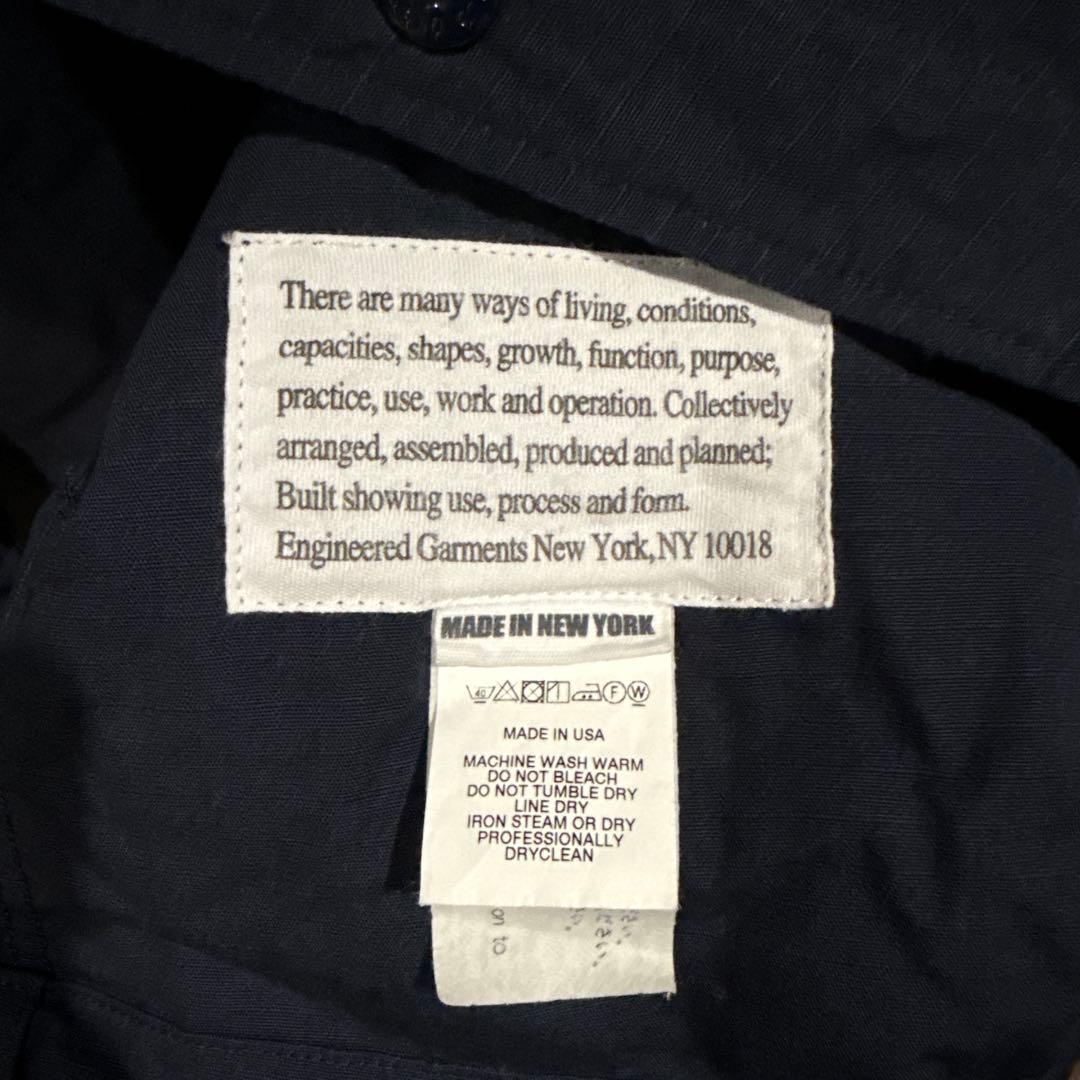 There are many ways of living, conditions,
capacities, shapes, growth, function, purpose,
practice, use, work and operation. Collectively
arranged, assembled, produced and planned;
Built showing use, process and form.
Engineered Garments New York, NY 10018
MADE IN NEW YORK
40 F W
MADE IN USA
MACHINE WASH WARM
DO NOT BLEACH
DO NOT TUMBLE DRY
LINE DRY
IRON STEAM OR DRY
PROFESSIONALLY
DRYCLEAN
on to